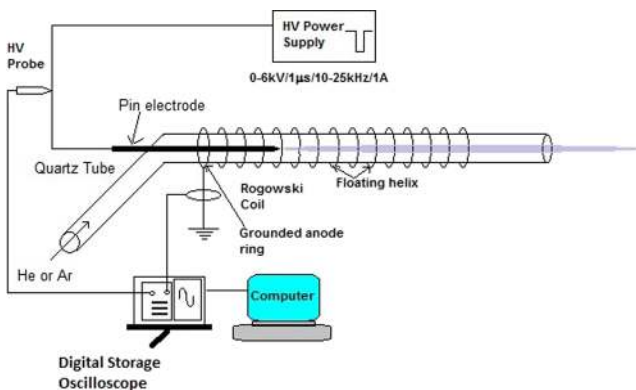 HV Power
Supply
HV
Probe
0-6kV/1µs/10-25kHz/1A
Pin electrode
Quartz Tube
Rogowski
Coil
Floating helix
Grounded anode
ring
He or Ar
Computer
Digital Storage
Oscilloscope